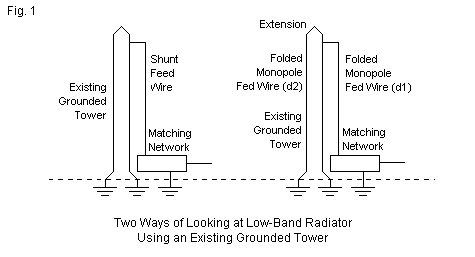 Fig. 1
Extension
Existing
Grounded
Tower
Shunt
Feed
Wire
Matching
Network
Folded
Monopole
Fed Wire (d2)
Existing
Grounded
Tower
Folded
Monopole
Fed Wire (d1)
Matching
Network
Two Ways of Looking at Low-Band Radiator
Using an Existing Grounded Tower